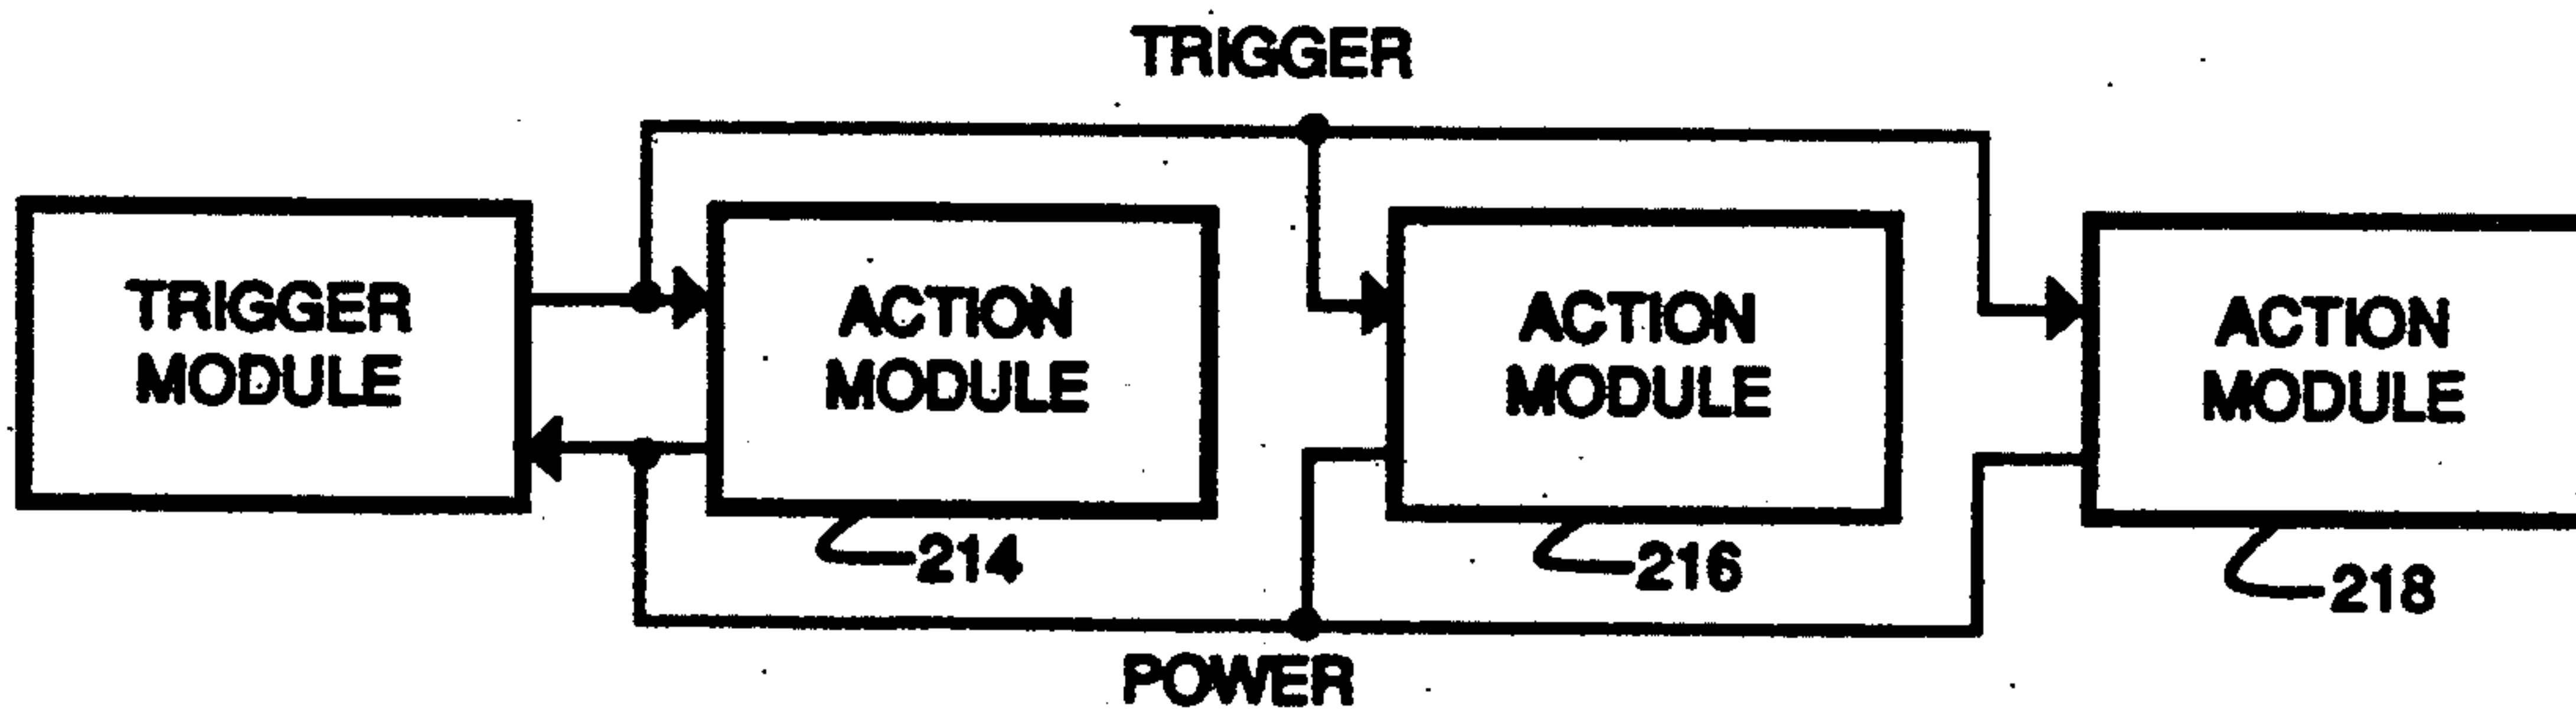 TRIGGER
TRIGGER
MODULE
ACTION
MODULE
ACTION
MODULE
ACTION
MODULE
214
216
218
POWER